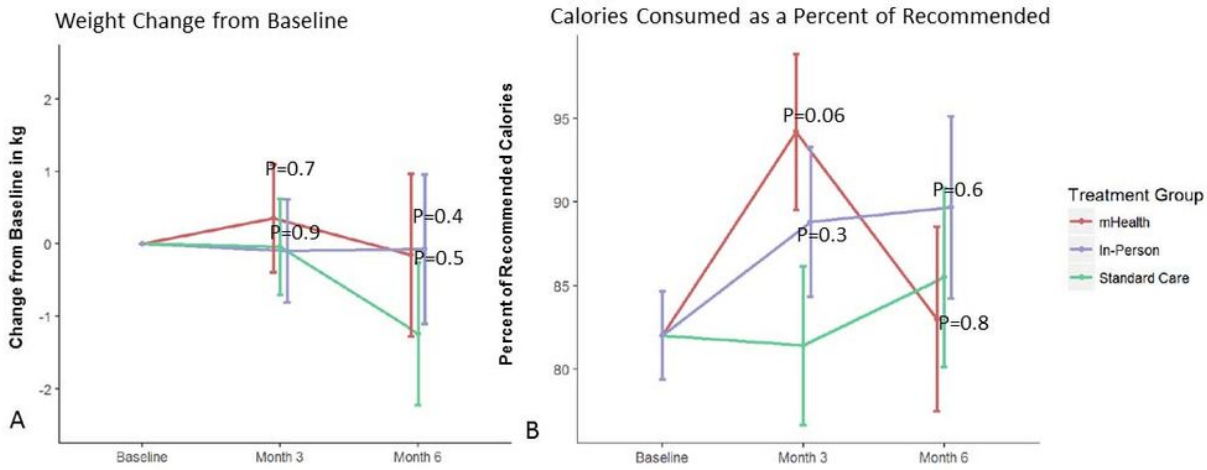 Weight Change from Baseline
Change from Baseline in kg
2
1
0
-1
-2
P=0.7
P=0.9
P=0.4
P=0.5
A
Baseline Month 3 Month 6
Calories Consumed as a Percent of Recommended
Percent of Recommended Calories
95
90
85
80
P=0.06
P=0.3
P=0.6
P=0.8
B
Baseline Month 3 Month 6
Treatment Group
mHealth
In-Person
Standard Care